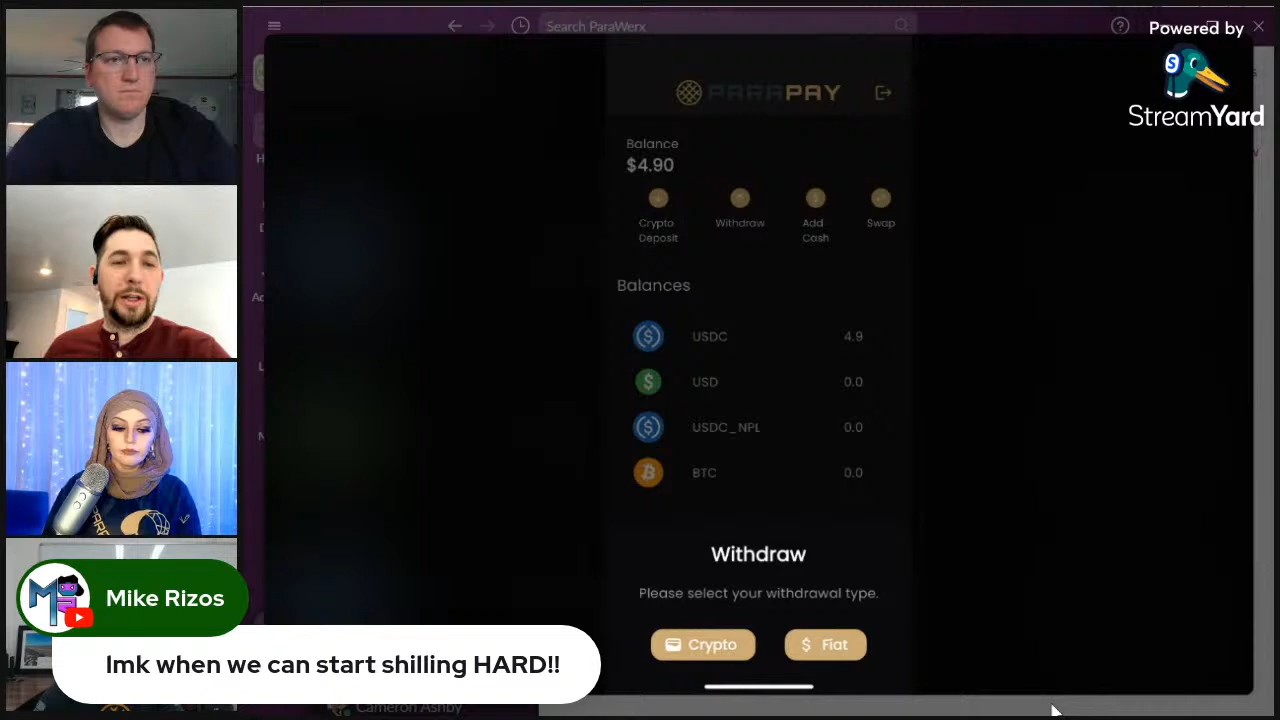 Search ParaWerx
Powered by
StreamYard
PARAPAY
Balance
$4.90
Crypto
Deposit
Withdraw
Add
Cash
Swap
Balances
USDC 4.9
USD 0.0
USDC_NPL 0.0
BTC 0.0
Withdraw
Please select your withdrawal type.
Crypto
$ Fiat
Mike Rizos
lmk when we can start shilling HARD!!
Cameron Ashby